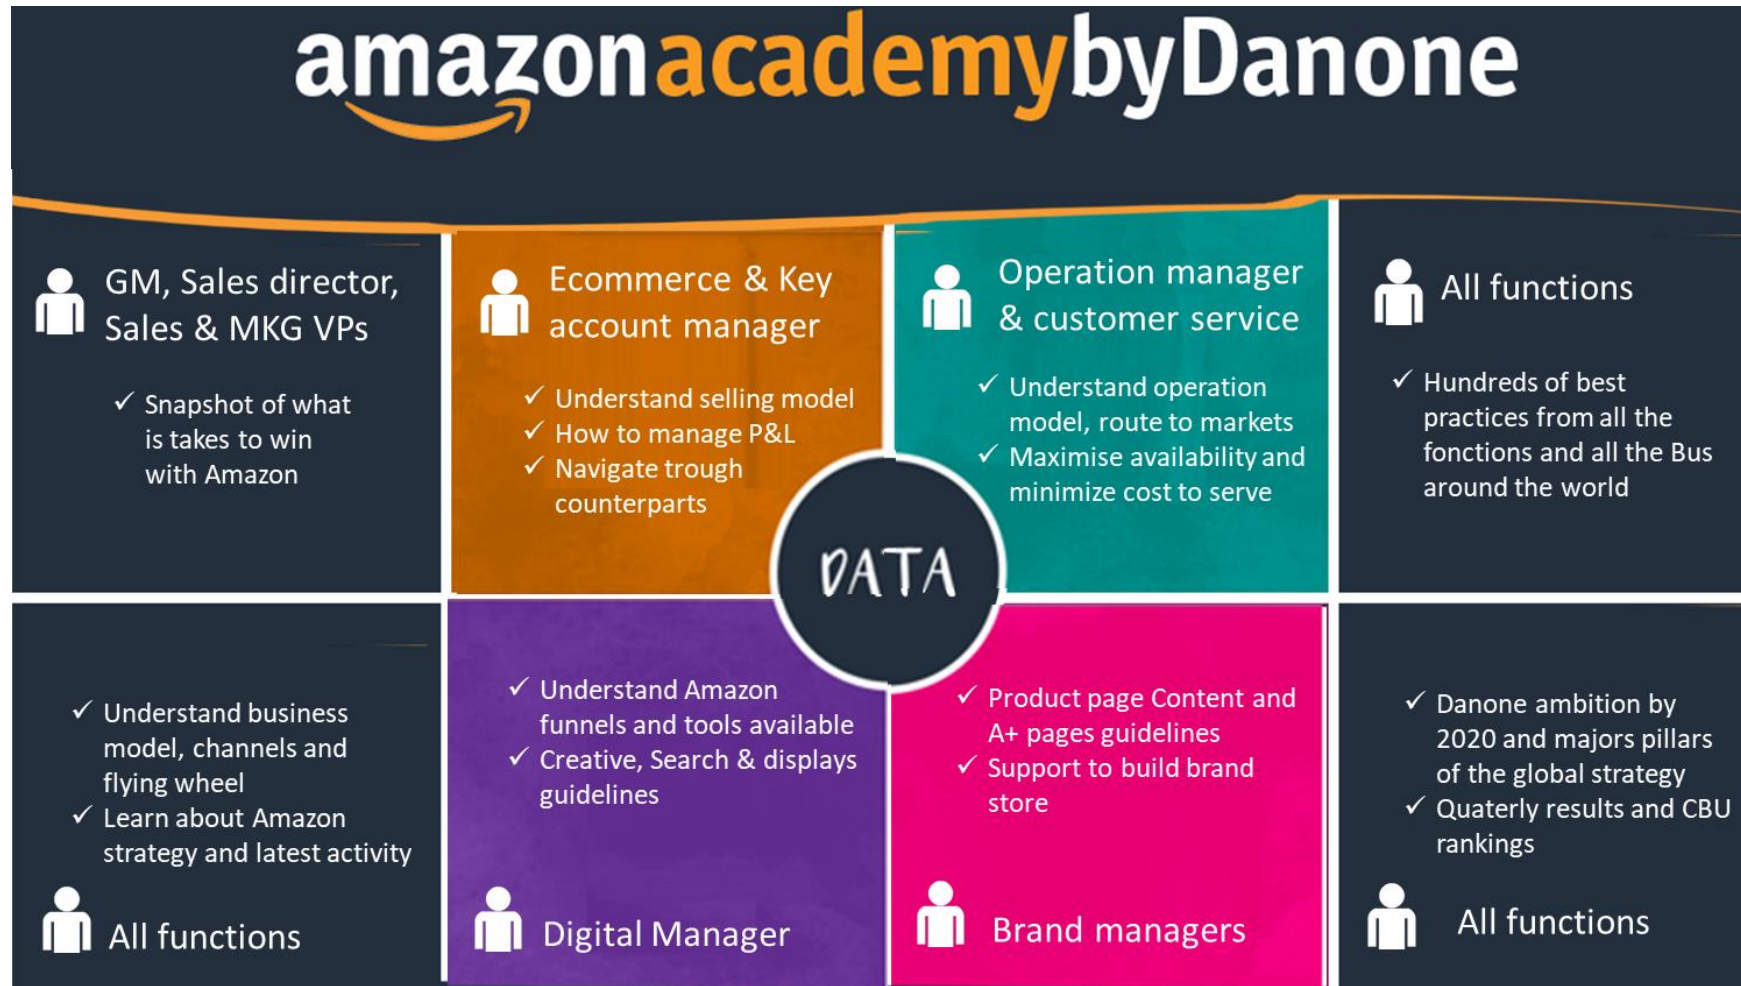 amazonacademybyDanone
GM, Sales director,
Sales & MKG VPs
✓ Snapshot of what
is takes to win
with Amazon
Ecommerce & Key
account manager
✓ Understand selling model
✓ How to manage P&L
✓ Navigate trough
counterparts
Operation manager
& customer service
✓ Understand operation
model, route to markets
✓ Maximise availability and
minimize cost to serve
All functions
✓ Hundreds of best
practices from all the
fonctions and all the Bus
around the world
DATA
✓ Understand business
model, channels and
flying wheel
✓ Learn about Amazon
strategy and latest activity
All functions
✓ Understand Amazon
funnels and tools available
✓ Creative, Search & displays
guidelines
Digital Manager
✓ Product page Content and
A+ pages guidelines
✓ Support to build brand
store
Brand managers
✓ Danone ambition by
2020 and majors pillars
of the global strategy
✓ Quaterly results and CBU
rankings
All functions